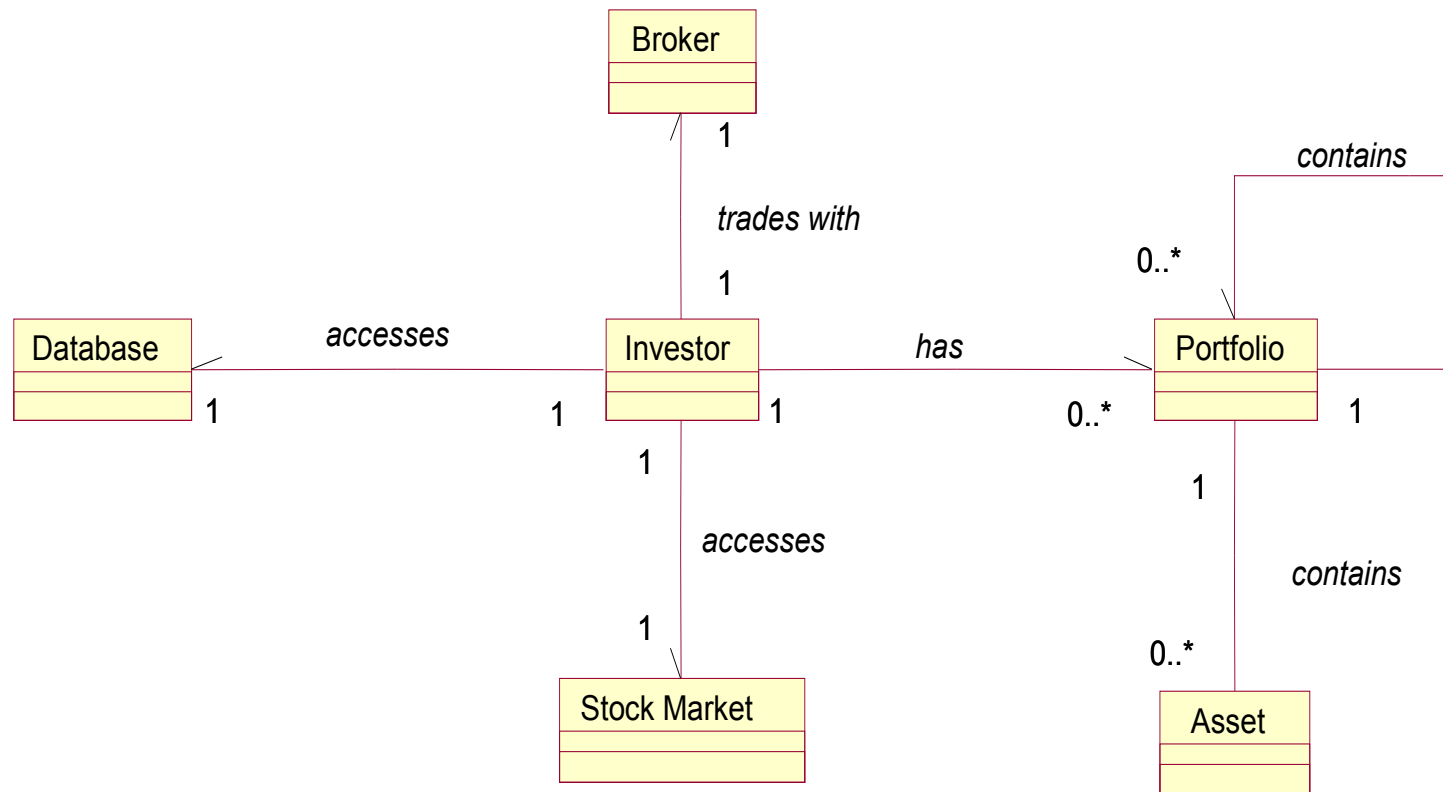 Broker
1
contains
trades with
0..*
1
Database
accesses
Investor
has
Portfolio
1
1
1
0..*
1
1
1
accesses
contains
1
0..*
Stock Market
Asset